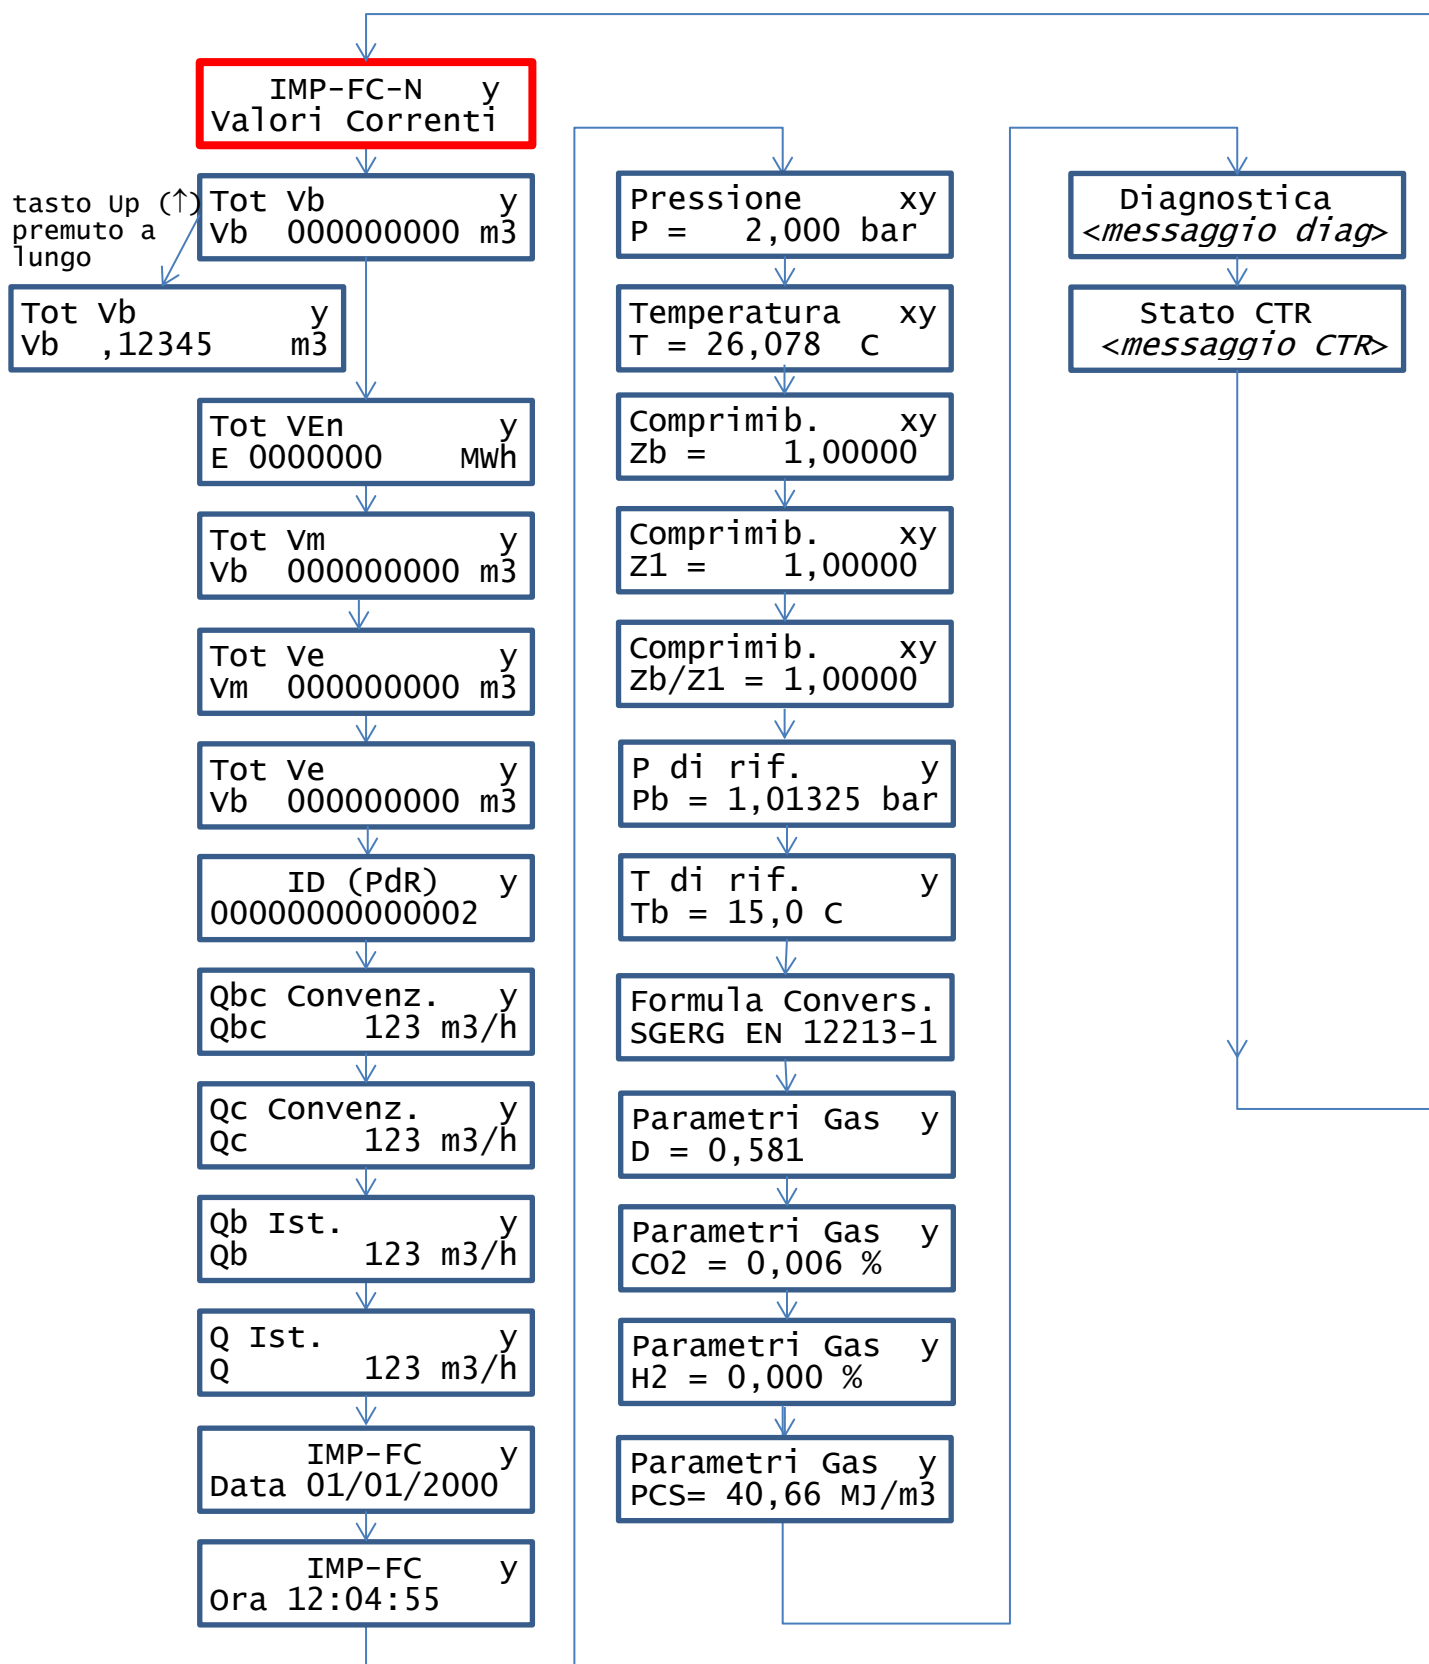 IMP-FC-N y
Valori Correnti
tasto Up (↑)
premuto a
lungo
Tot Vb y
Vb 000000000 m3
Tot Vb y
Vb ,12345 m3
Tot VEn y
E 0000000 MWh
Tot Vm y
Vb 000000000 m3
Tot Ve y
Vm 000000000 m3
Tot Ve y
Vb 000000000 m3
ID (PdR) y
00000000000002
Qbc Convenz. y
Qbc 123 m3/h
Qc Convenz. y
Qc 123 m3/h
Qb Ist. y
Qb 123 m3/h
Q Ist. y
Q 123 m3/h
IMP-FC y
Data 01/01/2000
IMP-FC y
Ora 12:04:55
Pressione xy
P = 2,000 bar
Temperatura xy
T = 26,078 C
Comprimib. xy
Zb = 1,00000
Comprimib. xy
Z1 = 1,00000
Comprimib. xy
Zb/Z1 = 1,00000
P di rif. y
Pb = 1,01325 bar
T di rif. y
Tb = 15,0 C
Formula Convers.
SGERG EN 12213-1
Parametri Gas y
D = 0,581
Parametri Gas y
CO2 = 0,006 %
Parametri Gas y
H2 = 0,000 %
Parametri Gas y
PCS= 40,66 MJ/m3
Diagnostica
<messaggio diag>
Stato CTR
<messaggio CTR>